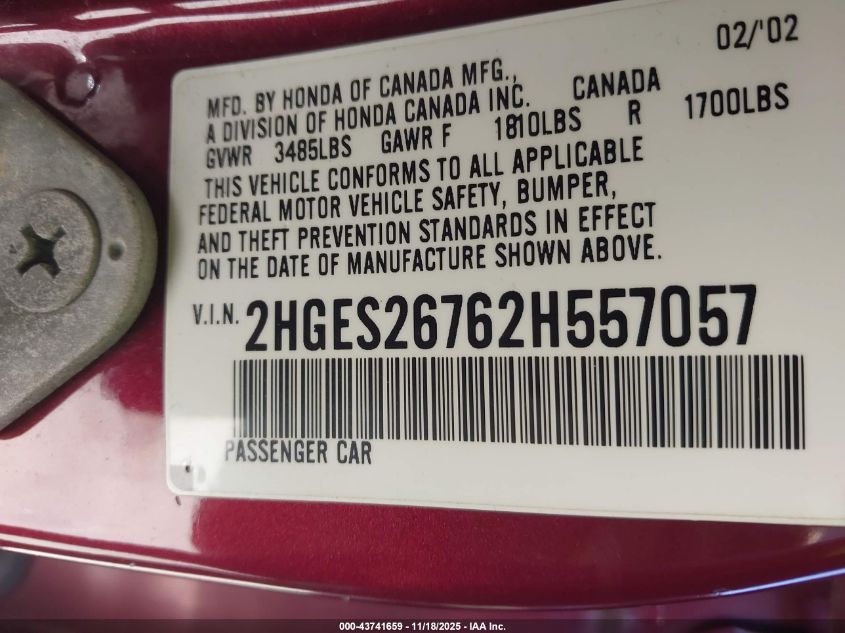 02/'02
MFD. BY HONDA OF CANADA MFG.,
A DIVISION OF HONDA CANADA INC. CANADA
GVWR 3485LBS GAWR F 1810LBS R 1700LBS
THIS VEHICLE CONFORMS TO ALL APPLICABLE
FEDERAL MOTOR VEHICLE SAFETY, BUMPER,
AND THEFT PREVENTION STANDARDS IN EFFECT
ON THE DATE OF MANUFACTURE SHOWN ABOVE.
V.I.N. 2HGES26762H557057
PASSENGER CAR
000-43741659 - 11/18/2025 - IAA Inc.